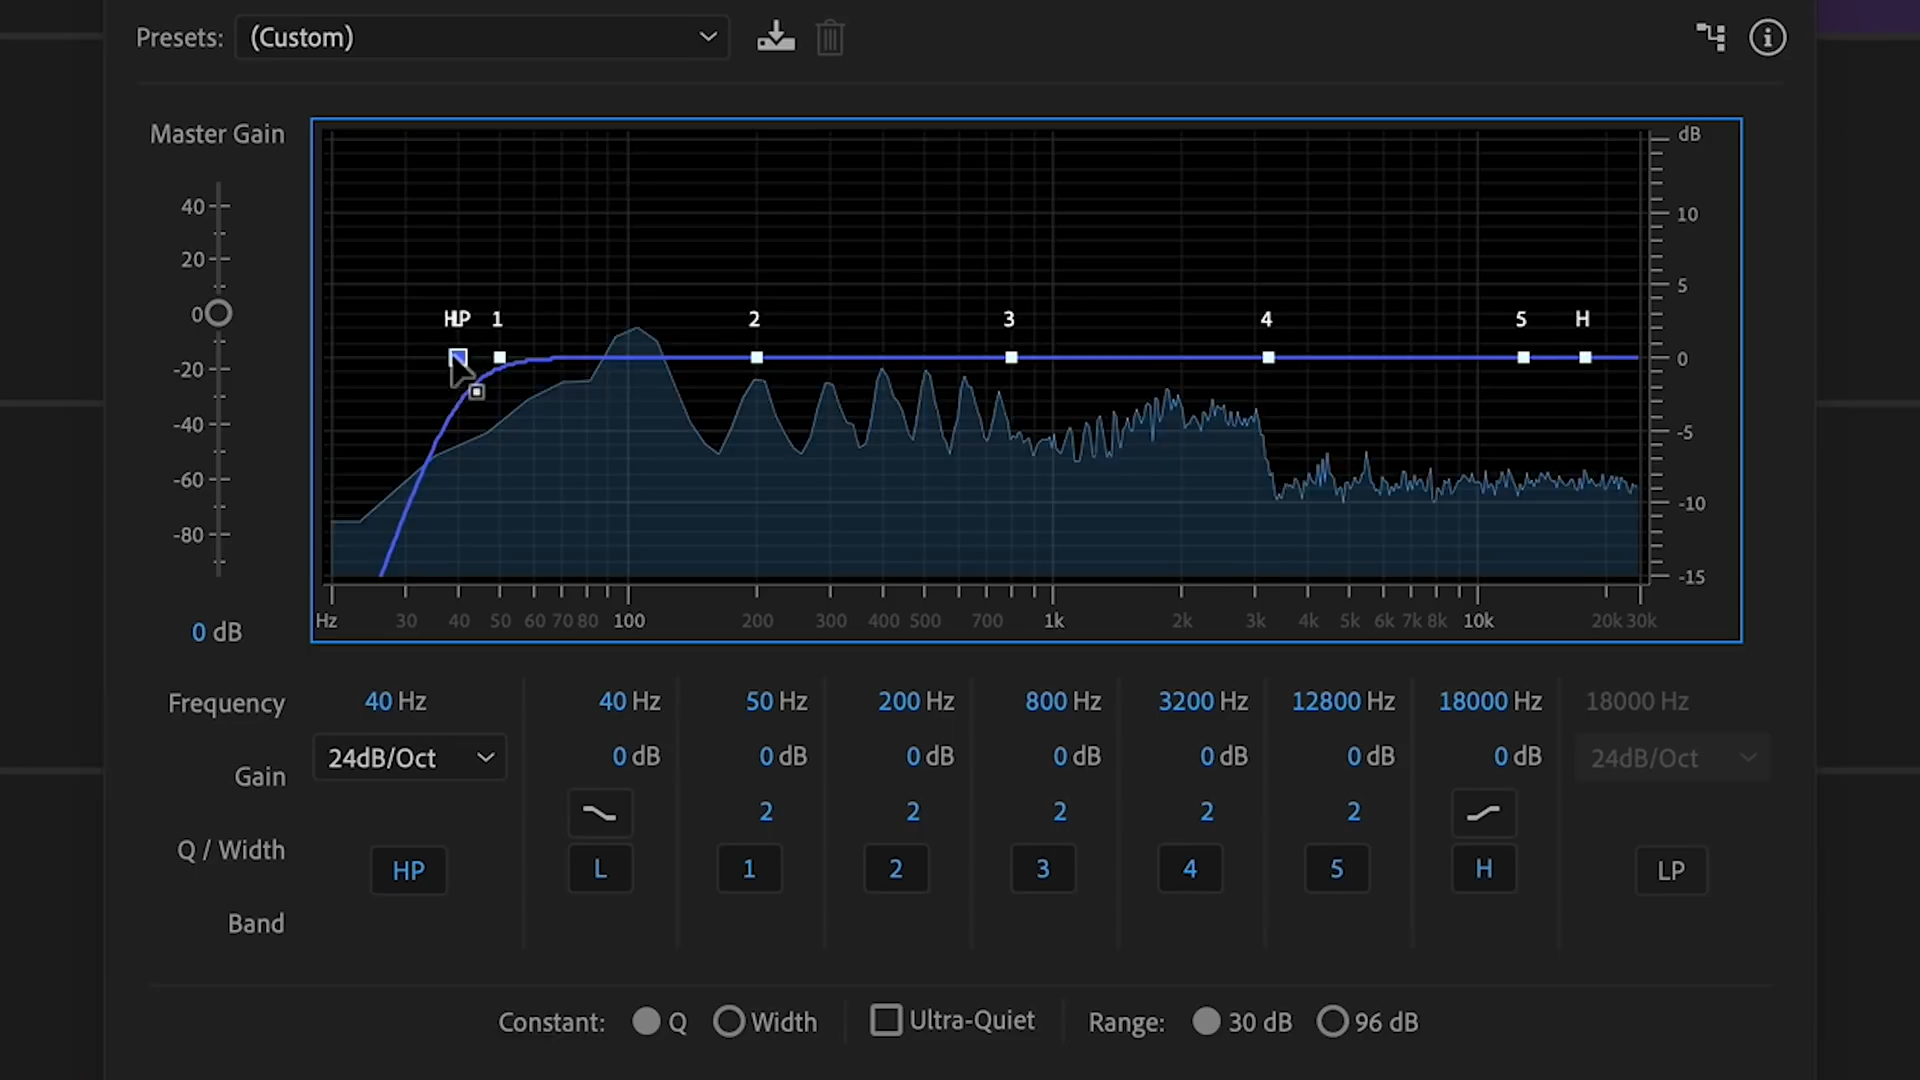 Presets: (Custom)
Master Gain
40
20
0
-20
-40
-60
-80
0 dB
dB
10
5
0
-5
-10
-15
HP 1 2 3 4 5 H
Hz 30 40 50 60 70 80 100 200 300 400 500 700 1k 2k 3k 4k 5k 6k 7k 8k 10k 20k 30k
Frequency 40 Hz 40 Hz 50 Hz 200 Hz 800 Hz 3200 Hz 12800 Hz 18000 Hz 18000 Hz
Gain 24dB/Oct 0 dB 0 dB 0 dB 0 dB 0 dB 0 dB 0 dB 24dB/Oct
Q / Width 2 2 2 2 2
Band HP L 1 2 3 4 5 H LP
Constant: Q Width Ultra-Quiet Range: 30 dB 96 dB